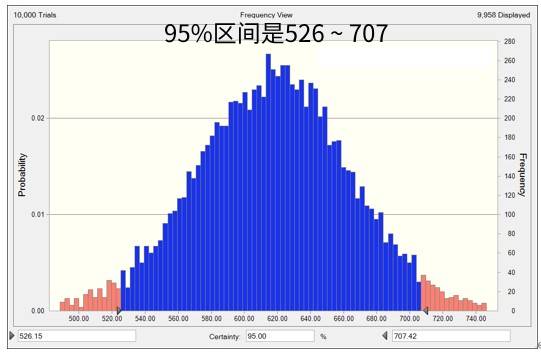 10,000 Trials
Frequency View
9,958 Displayed
95%区间是526 ~ 707
Probability
0.02
0.01
0.00
Frequency
280
260
240
220
200
180
160
140
120
100
80
60
40
20
0
500.00 520.00 540.00 560.00 580.00 600.00 620.00 640.00 660.00 680.00 700.00 720.00 740.00
526.15
Certainty: 95.00 %
707.42